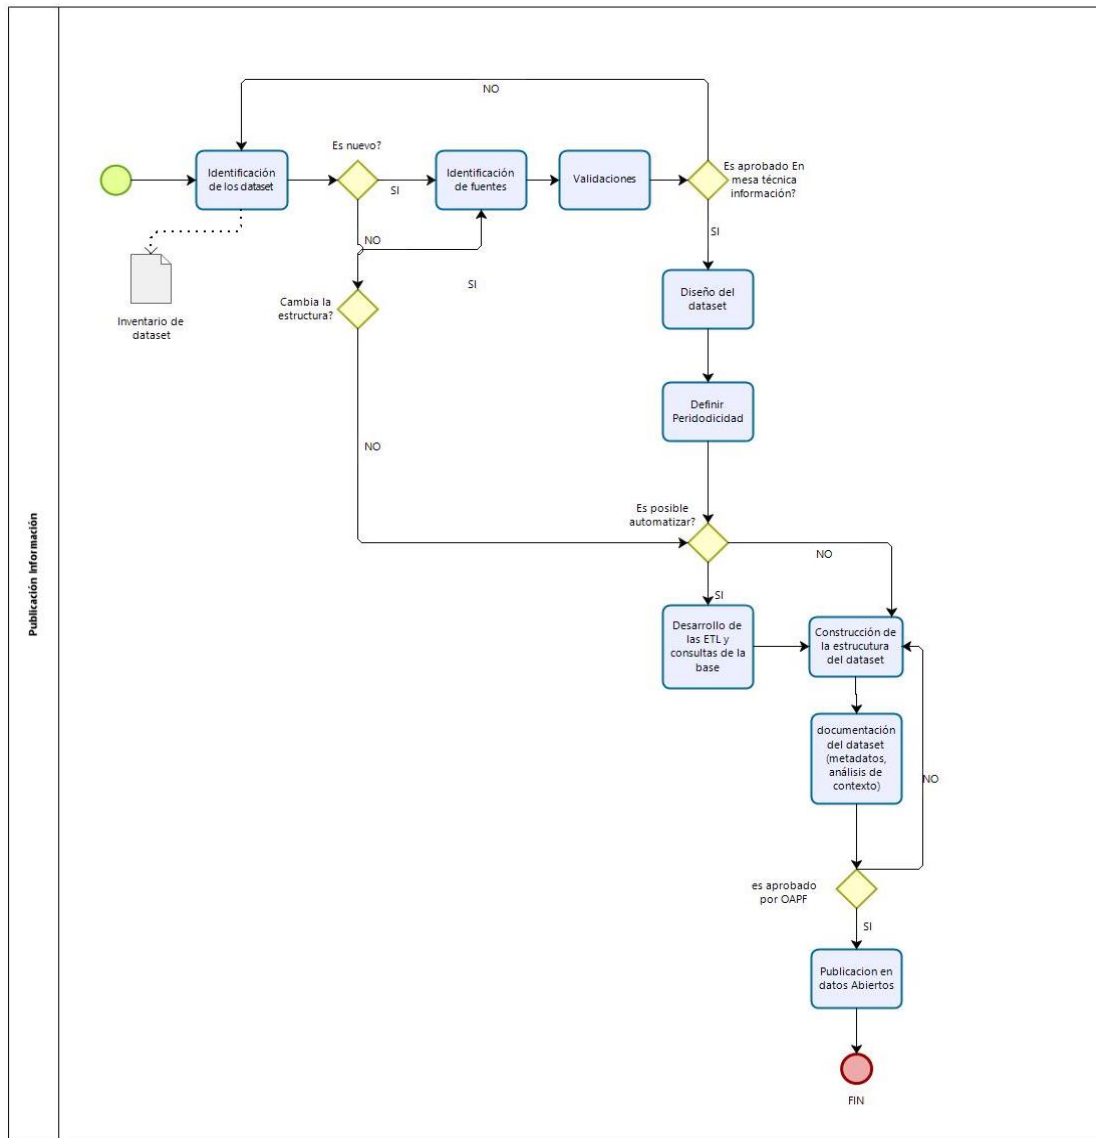 Publicación Información
NO
Es nuevo?
Identificación
de los dataset
SI
Identificación
de fuentes
Validaciones
Es aprobado En
mesa técnica
información?
NO
SI
SI
Inventario de
dataset
Cambia la
estructura?
Diseño del
dataset
Definir
Peridodicidad
NO
Es posible
automatizar?
NO
SI
Desarrollo de
las ETL y
consultas de la
base
Construcción de
la estrucutura
del dataset
documentación
del dataset
(metadatos,
análisis de
contexto)
NO
es aprobado
por OAPF
SI
Publicacion en
datos Abiertos
FIN